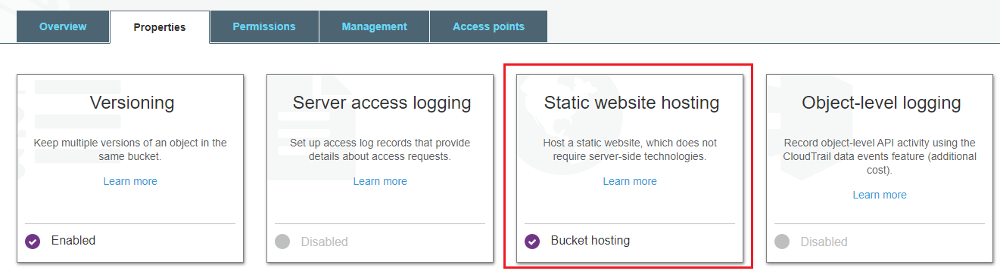 Overview Properties Permissions Management Access points
Versioning
Keep multiple versions of an object in the
same bucket.
Learn more
Enabled
Server access logging
Set up access log records that provide
details about access requests.
Learn more
Disabled
Static website hosting
Host a static website, which does not
require server-side technologies.
Learn more
Bucket hosting
Object-level logging
Record object-level API activity using the
CloudTrail data events feature (additional
cost).
Learn more
Disabled